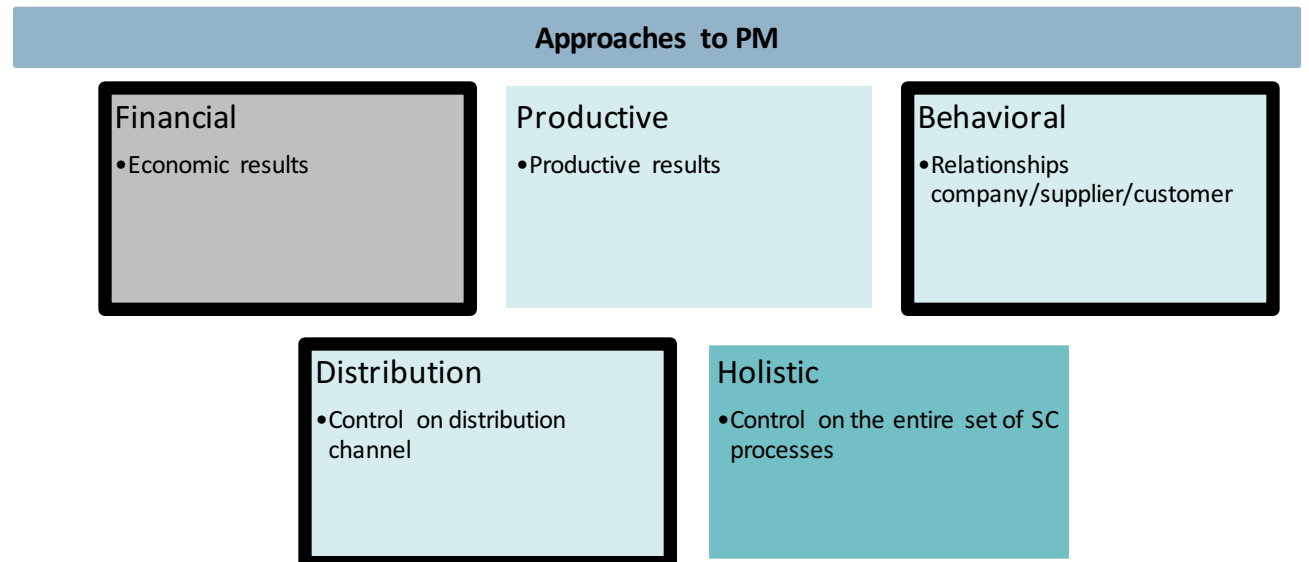 Approaches to PM
Financial
•Economic results
Productive
•Productive results
Behavioral
•Relationships
company/supplier/customer
Distribution
•Control on distribution
channel
Holistic
•Control on the entire set of SC
processes